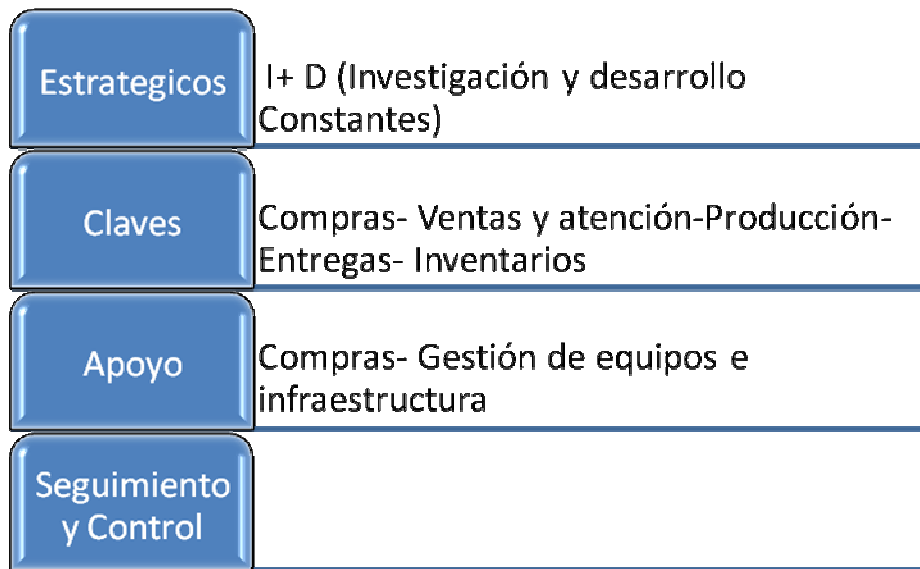 Estrategicos
I+ D (Investigación y desarrollo
Constantes)
Claves
Compras- Ventas y atención-Producción-
Entregas- Inventarios
Apoyo
Compras- Gestión de equipos e
infraestructura
Seguimiento
y Control